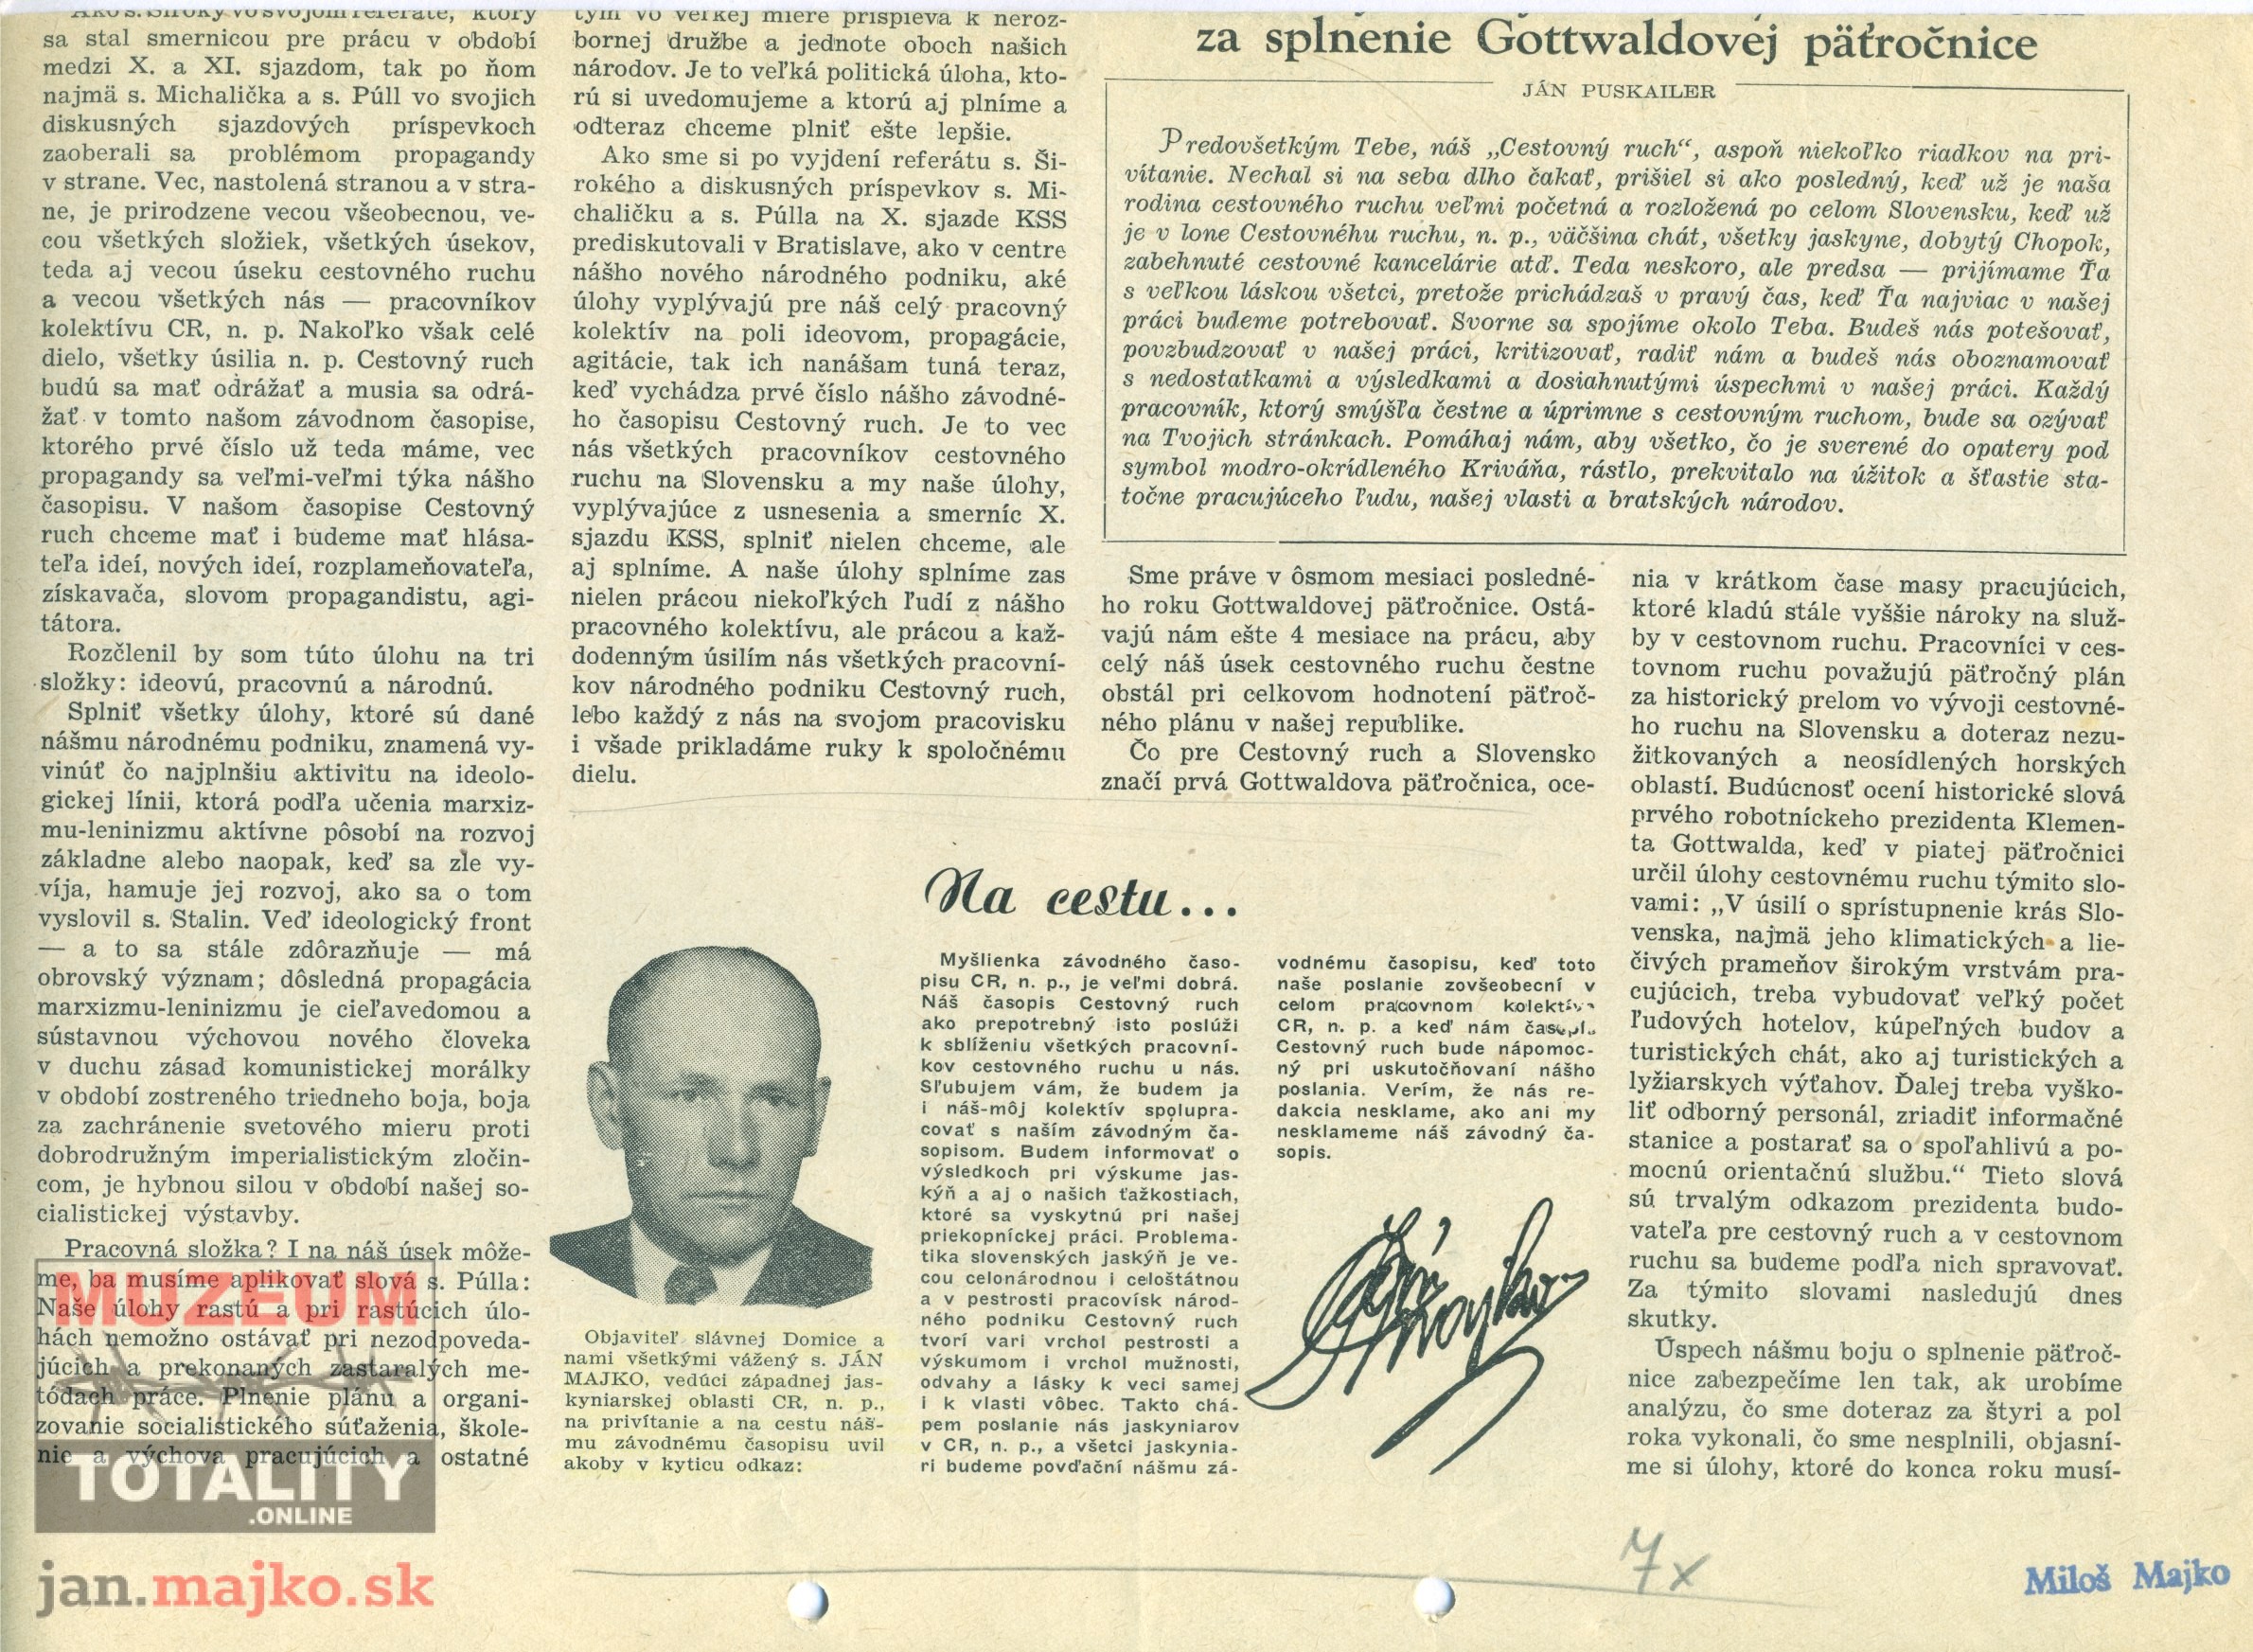 Ako s. Široký vo svojom referáte, ktorý
sa stal smernicou pre prácu v období
medzi X. a XI. sjazdom, tak po ňom
najmä s. Michalička a s. Púll vo svojich
diskusných sjazdových príspevkoch
zaoberali sa problémom propagandy
v strane. Vec, nastolená stranou a v stra-
ne, je prirodzene vecou všeobecnou, ve-
cou všetkých složiek, všetkých úsekov,
teda aj vecou úseku cestovného ruchu
a vecou všetkých nás — pracovníkov
kolektívu CR, n. p. Nakoľko však celé
dielo, všetky úsilia n. p. Cestovný ruch
budú sa mať odrážať a musia sa odrá-
žať v tomto našom závodnom časopise,
ktorého prvé číslo už teda máme, vec
propagandy sa veľmi-veľmi týka nášho
časopisu. V našom časopise Cestovný
ruch chceme mať i budeme mať hlása-
teľa ideí, nových ideí, rozplameňovateľa,
získavača, slovom propagandistu, agi-
tátora.
Rozčlenil by som túto úlohu na tri
složky: ideovú, pracovnú a národnú.
Splniť všetky úlohy, ktoré sú dané
nášmu národnému podniku, znamená vy-
vinúť čo najplnšiu aktivitu na ideolo-
gickej línii, ktorá podľa učenia marxiz-
mu-leninizmu aktívne pôsobí na rozvoj
základne alebo naopak, keď sa zle vy-
víja, hamuje jej rozvoj, ako sa o tom
vyslovil s. Stalin. Veď ideologický front
— a to sa stále zdôrazňuje — má
obrovský význam; dôsledná propagácia
marxizmu-leninizmu je cieľavedomou a
sústavnou výchovou nového človeka
v duchu zásad komunistickej morálky
v období zostreného triedneho boja, boja
za zachránenie svetového mieru proti
dobrodružným imperialistickým zločin-
com, je hybnou silou v období našej so-
cialistickej výstavby.
Pracovná složka? I na náš úsek môže-
me, ba musíme aplikovať slová s. Púlla:
Naše úlohy rastú a pri rastúcich úlo-
hách nemožno ostávať pri nezodpoveda-
júcich a prekonaných zastaralých me-
tódach práce. Plnenie plánu a organi-
zovanie socialistického súťaženia, škole-
nie a výchova pracujúcich a ostatné
tým vo veľkej miere prispieva k neroz-
bornej družbe a jednote oboch našich
národov. Je to veľká politická úloha, kto-
rú si uvedomujeme a ktorú aj plníme a
odteraz chceme plniť ešte lepšie.
Ako sme si po vyjdení referátu s. Ši-
rokého a diskusných príspevkov s. Mi-
chaličku a s. Púlla na X. sjazde KSS
prediskutovali v Bratislave, ako v centre
nášho nového národného podniku, aké
úlohy vyplývajú pre náš celý pracovný
kolektív na poli ideovom, propagácie,
agitácie, tak ich nanášam tuná teraz,
keď vychádza prvé číslo nášho závodné-
ho časopisu Cestovný ruch. Je to vec
nás všetkých pracovníkov cestovného
ruchu na Slovensku a my naše úlohy,
vyplývajúce z usnesenia a smerníc X.
sjazdu KSS, splniť nielen chceme, ale
aj splníme. A naše úlohy splníme zas
nielen prácou niekoľkých ľudí z nášho
pracovného kolektívu, ale prácou a kaž-
dodenným úsilím nás všetkých pracovní-
kov národného podniku Cestovný ruch,
lebo každý z nás na svojom pracovisku
i všade prikladáme ruky k spoločnému
dielu.
za splnenie Gottwaldovej päťročnice
JÁN PUSKAILER
Predovšetkým Tebe, náš „Cestovný ruch“, aspoň niekoľko riadkov na pri-
vítanie. Nechal si na seba dlho čakať, prišiel si ako posledný, keď už je naša
rodina cestovného ruchu veľmi početná a rozložená po celom Slovensku, keď už
je v lone Cestovného ruchu, n. p., väčšina chát, všetky jaskyne, dobytý Chopok,
zabehnuté cestovné kancelárie atď. Teda neskoro, ale predsa — prijímame Ťa
s veľkou láskou všetci, pretože prichádzaš v pravý čas, keď Ťa najviac v našej
práci budeme potrebovať. Svorne sa spojíme okolo Teba. Budeš nás potešovať,
povzbudzovať v našej práci, kritizovať, radiť nám a budeš nás oboznamovať
s nedostatkami a výsledkami a dosiahnutými úspechmi v našej práci. Každý
pracovník, ktorý smýšľa čestne a úprimne s cestovným ruchom, bude sa ozývať
na Tvojich stránkach. Pomáhaj nám, aby všetko, čo je sverené do opatery pod
symbol modro-okrídleného Kriváňa, rástlo, prekvitalo na úžitok a šťastie sta-
točne pracujúceho ľudu, našej vlasti a bratských národov.
Sme práve v ôsmom mesiaci posledné-
ho roku Gottwaldovej päťročnice. Ostá-
vajú nám ešte 4 mesiace na prácu, aby
celý náš úsek cestovného ruchu čestne
obstál pri celkovom hodnotení päťroč-
ného plánu v našej republike.
Čo pre Cestovný ruch a Slovensko
značí prvá Gottwaldova päťročnica, oce-
nia v krátkom čase masy pracujúcich,
ktoré kladú stále vyššie nároky na služ-
by v cestovnom ruchu. Pracovníci v ces-
tovnom ruchu považujú päťročný plán
za historický prelom vo vývoji cestovné-
ho ruchu na Slovensku a doteraz nezu-
žitkovaných a neosídlených horských
oblastí. Budúcnosť ocení historické slová
prvého robotníckeho prezidenta Klemen-
ta Gottwalda, keď v piatej päťročnici
určil úlohy cestovnému ruchu týmito slo-
vami: „V úsilí o sprístupnenie krás Slo-
venska, najmä jeho klimatických a lie-
čivých prameňov širokým vrstvám pra-
cujúcich, treba vybudovať veľký počet
ľudových hotelov, kúpeľných budov a
turistických chát, ako aj turistických a
lyžiarskych výťahov. Ďalej treba vyško-
liť odborný personál, zriadiť informačné
stanice a postarať sa o spoľahlivú a po-
mocnú orientačnú službu.“ Tieto slová
sú trvalým odkazom prezidenta budo-
vateľa pre cestovný ruch a v cestovnom
ruchu sa budeme podľa nich spravovať.
Za týmito slovami nasledujú dnes
skutky.
Úspech nášmu boju o splnenie päťroč-
nice zabezpečíme len tak, ak urobíme
analýzu, čo sme doteraz za štyri a pol
roka vykonali, čo sme nesplnili, objasní-
me si úlohy, ktoré do konca roku musí-
Na cestu...
Objaviteľ slávnej Domice a
nami všetkými vážený s. JÁN
MAJKO, vedúci západnej jas-
kyniarskej oblasti CR, n. p.,
na privítanie a na cestu náš-
mu závodnému časopisu uvil
akoby v kyticu odkaz:
Myšlienka závodného časo-
pisu CR, n. p., je veľmi dobrá.
Náš časopis Cestovný ruch
ako prepotrebný isto poslúži
k sblíženiu všetkých pracovní-
kov cestovného ruchu u nás.
Sľubujem vám, že budem ja
i náš-môj kolektív spolupra-
covať s naším závodným ča-
sopisom. Budem informovať o
výsledkoch pri výskume jas-
kýň a aj o našich ťažkostiach,
ktoré sa vyskytnú pri našej
priekopníckej práci. Problema-
tika slovenských jaskýň je ve-
cou celonárodnou i celoštátnou
a v pestrosti pracovísk národ-
ného podniku Cestovný ruch
tvorí vari vrchol pestrosti a
výskumom i vrchol mužnosti,
odvahy a lásky k veci samej
i k vlasti vôbec. Takto chá-
pem poslanie nás jaskyniarov
v CR, n. p., a všetci jaskynia-
ri budeme povďační nášmu zá-
vodnému časopisu, keď toto
naše poslanie zovšeobecní v
celom pracovnom kolektíve
CR, n. p. a keď nám časopis
Cestovný ruch bude nápomoc-
ný pri uskutočňovaní nášho
poslania. Verím, že nás re-
dakcia nesklame, ako ani my
nesklameme náš závodný ča-
sopis.
MUZEUM
TOTALITY
.ONLINE
jan.majko.sk
7x
Miloš Majko